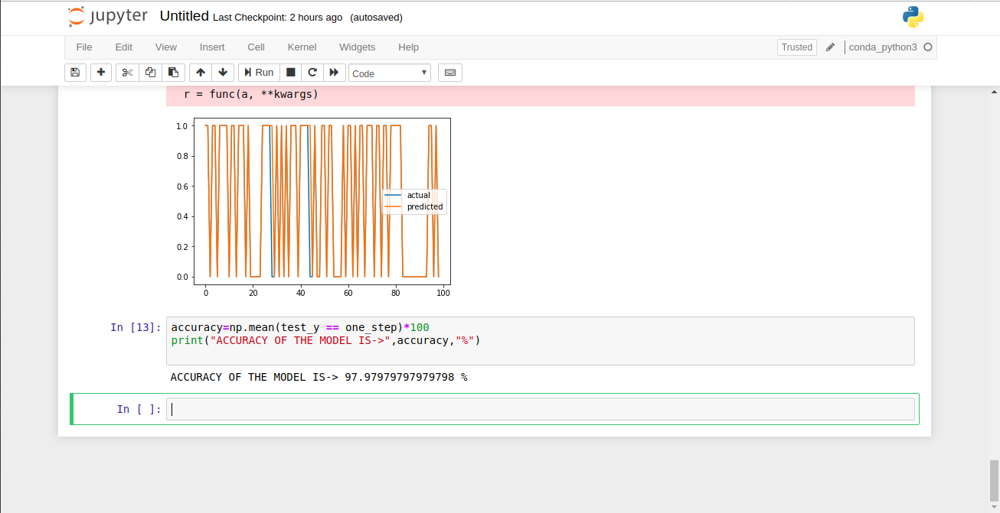 jupyter Untitled Last Checkpoint: 2 hours ago (autosaved)
File Edit View Insert Cell Kernel Widgets Help Trusted conda_python3
Run Code
r = func(a, **kwargs)
1.0
0.8
0.6
0.4
0.2
0.0
actual
predicted
0 20 40 60 80 100
In [13]: accuracy=np.mean(test_y == one_step)*100
print("ACCURACY OF THE MODEL IS->",accuracy,"%")
ACCURACY OF THE MODEL IS-> 97.97979797979798 %
In [ ]: